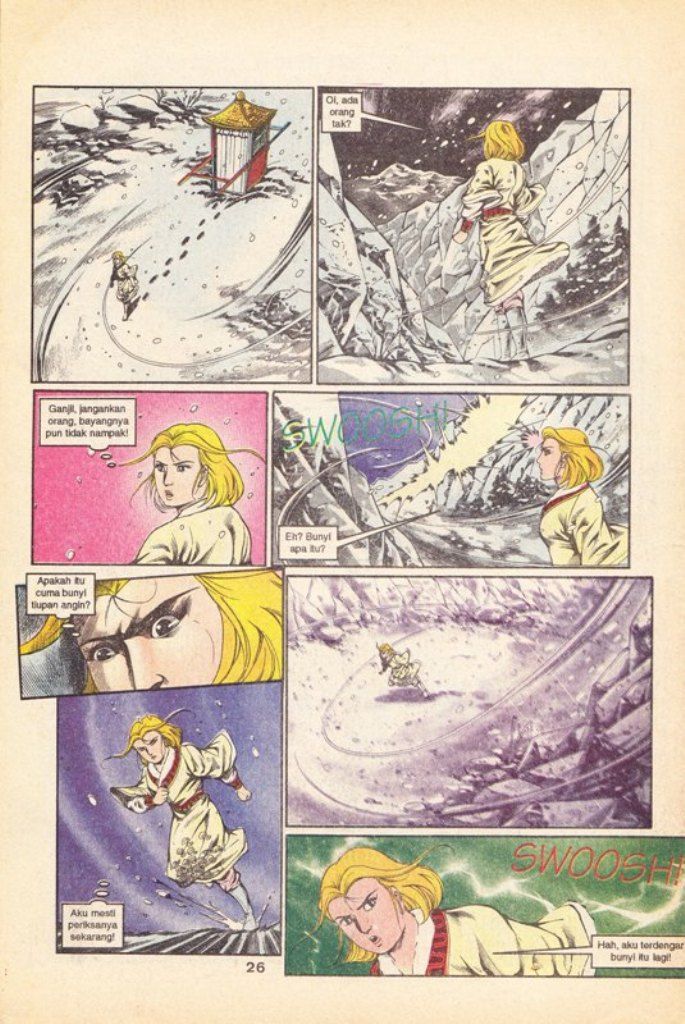 Oi, ada
orang
tak?
Ganjil, jangankan
orang, bayangnya
pun tidak nampak!
SWOOSH!
Eh? Bunyi
apa itu?
Apakah itu
cuma bunyi
tiupan angin?
Aku mesti
periksanya
sekarang!
SWOOSH!
Hah, aku terdengar
bunyi itu lagi!
26